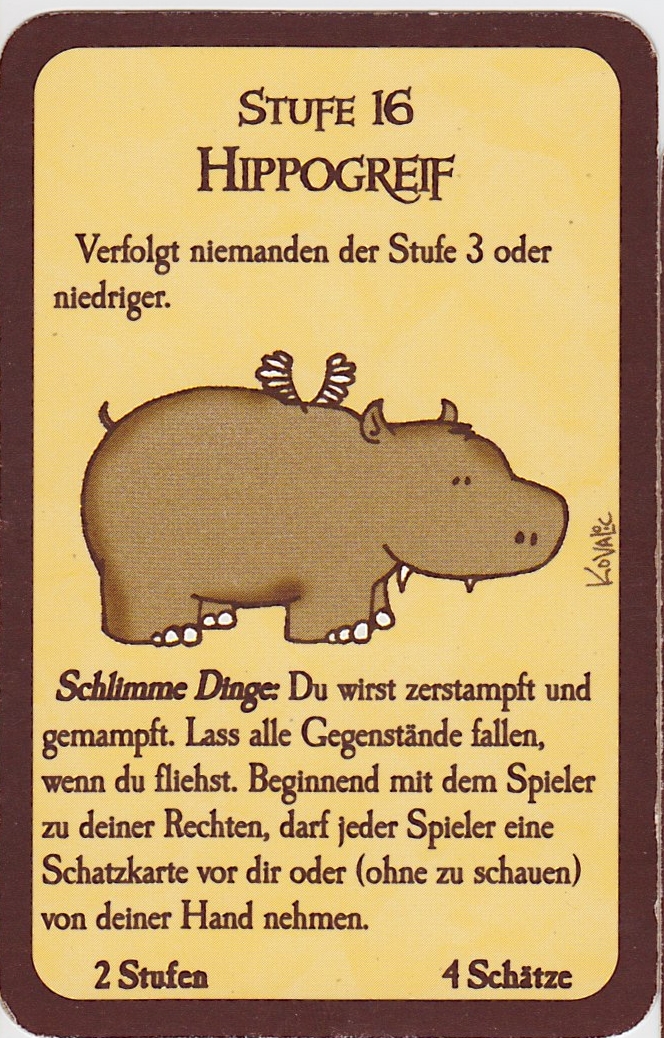 Stufe 16
Hippogreif
Verfolgt niemanden der Stufe 3 oder
niedriger.
Kovalic
Schlimme Dinge: Du wirst zerstampft und
gemampft. Lass alle Gegenstände fallen,
wenn du fliehst. Beginnend mit dem Spieler
zu deiner Rechten, darf jeder Spieler eine
Schatzkarte vor dir oder (ohne zu schauen)
von deiner Hand nehmen.
2 Stufen 4 Schätze